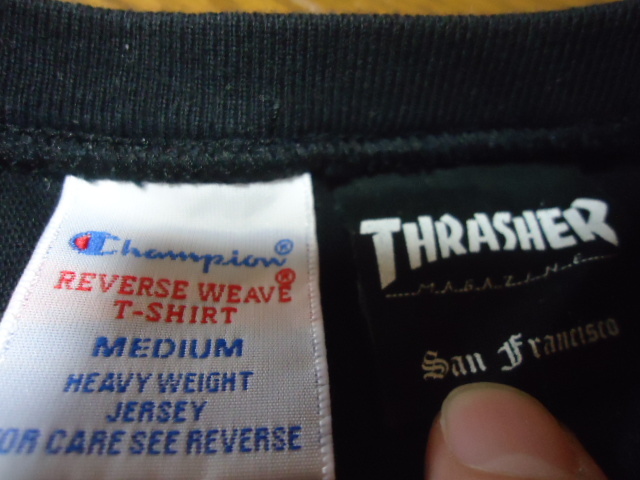 Champion®
REVERSE WEAVE®
T-SHIRT
MEDIUM
HEAVY WEIGHT
JERSEY
FOR CARE SEE REVERSE
THRASHER
MAGAZINE
San Francisco